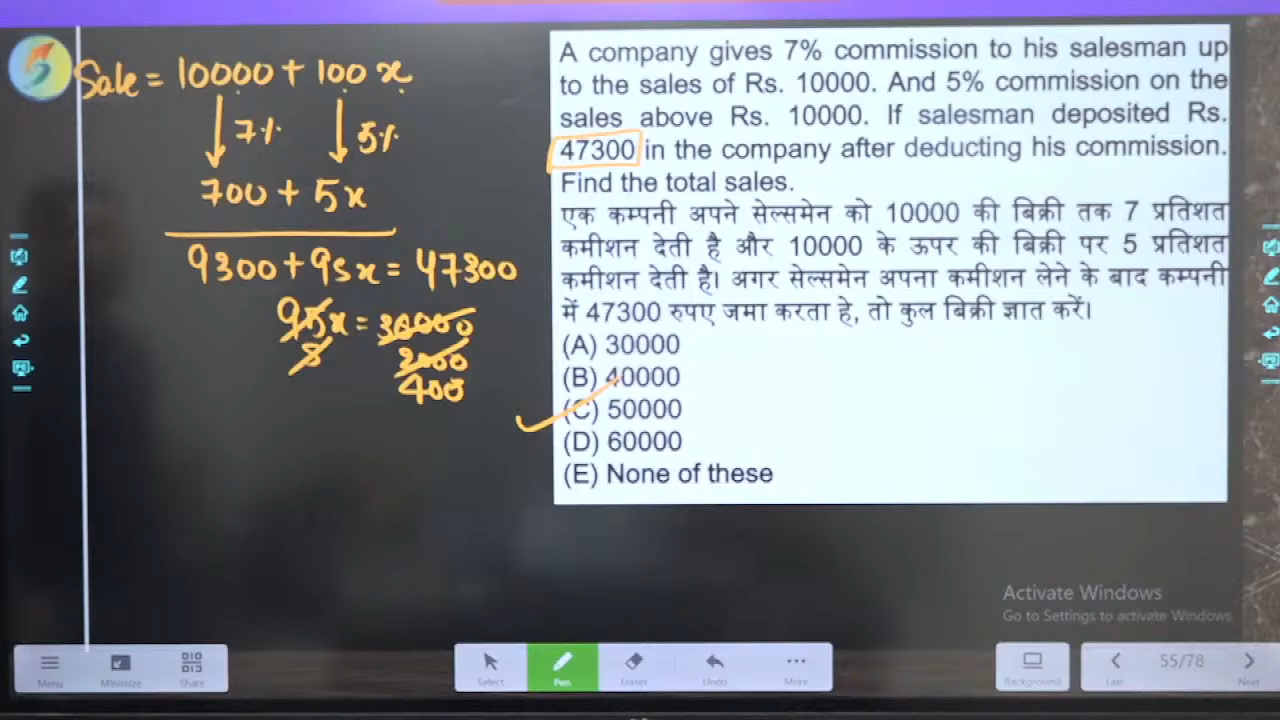 Sale = 10000 + 100 x
7% 5%
700 + 5x
9300 + 95x = 47300
95x = 38000
2000
400
A company gives 7% commission to his salesman up
to the sales of Rs. 10000. And 5% commission on the
sales above Rs. 10000. If salesman deposited Rs.
47300 in the company after deducting his commission.
Find the total sales.
एक कम्पनी अपने सेल्समेन को 10000 की बिक्री तक 7 प्रतिशत
कमीशन देती है और 10000 के ऊपर की बिक्री पर 5 प्रतिशत
कमीशन देती है। अगर सेल्समेन अपना कमीशन लेने के बाद कम्पनी
में 47300 रुपए जमा करता हे, तो कुल बिक्री ज्ञात करें।
(A) 30000
(B) 40000
(C) 50000
(D) 60000
(E) None of these
Activate Windows
Go to Settings to activate Windows.
Menu Minimize Share Select Pen Eraser Undo More Background Last 55/78 Next